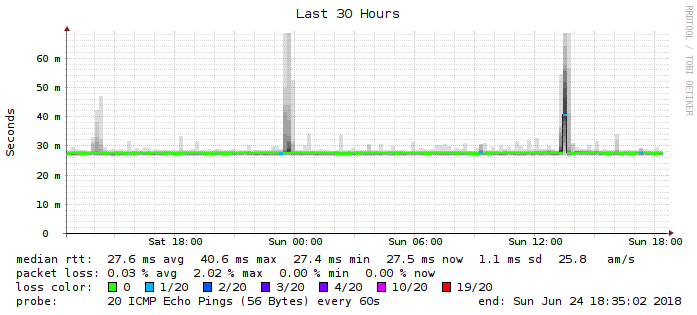 Last 30 Hours
RRDTOOL / TOBI OETIKER
Seconds
60 m
50 m
40 m
30 m
20 m
10 m
0
Sat 18:00 Sun 00:00 Sun 06:00 Sun 12:00 Sun 18:00
median rtt: 27.6 ms avg 40.6 ms max 27.4 ms min 27.5 ms now 1.1 ms sd 25.8 am/s
packet loss: 0.03 % avg 2.02 % max 0.00 % min 0.00 % now
loss color: 0 1/20 2/20 3/20 4/20 10/20 19/20
probe: 20 ICMP Echo Pings (56 Bytes) every 60s end: Sun Jun 24 18:35:02 2018